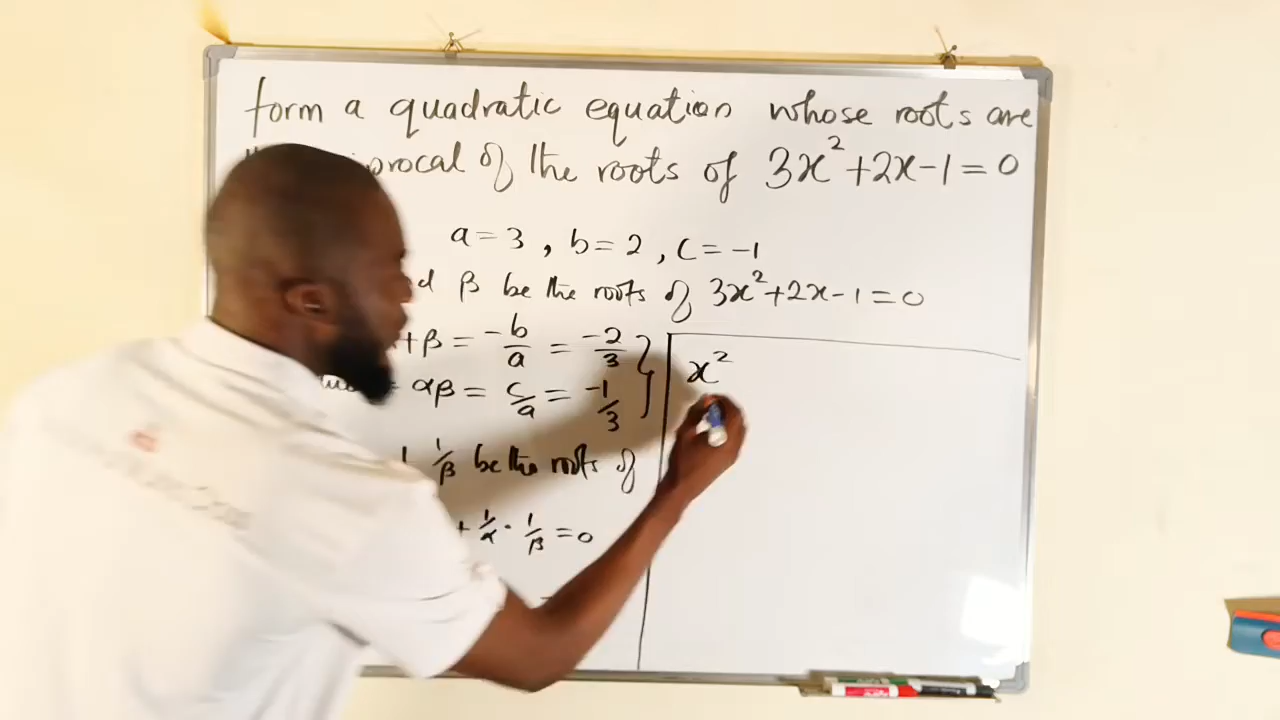 form a quadratic equation whose roots are
of the roots of 3x²+2x-1=0
a=3, b=2, c=-1
β be the roots of 3x²+2x-1=0
+β = -b/a = -2/3
αβ = c/a = -1/3
1/β be the roots of
+ 1/α · 1/β = 0
x²